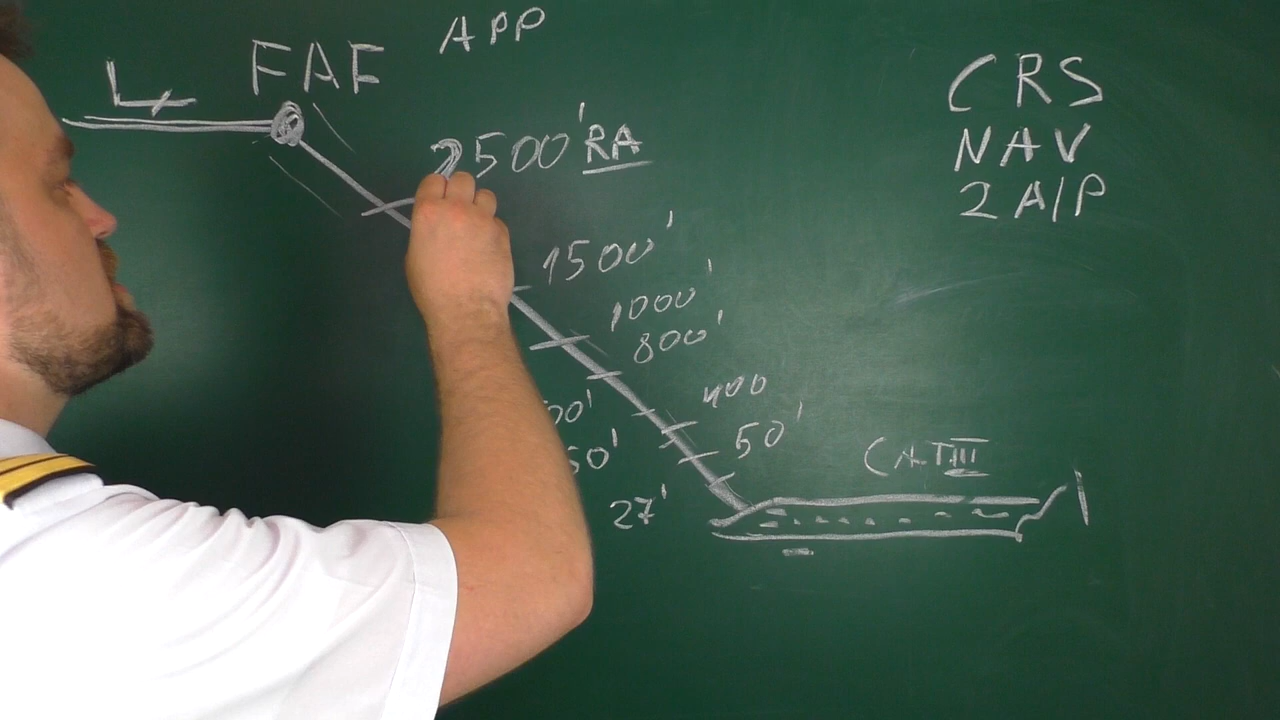 APP
FAF
CRS
NAV
2 A/P
2500' RA
1500'
1000'
800'
400
50'
27'
CAT III